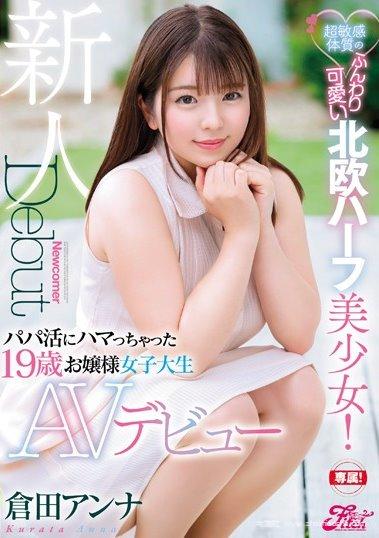 超敏感
体質の
ふんわり
可愛い
北欧ハーフ
美少女!
新人
Debut
Newcomer
パパ活にハマっちゃった
19歳お嬢様女子大生
AVデビュー
倉田アンナ
Kurata Anna
専属!